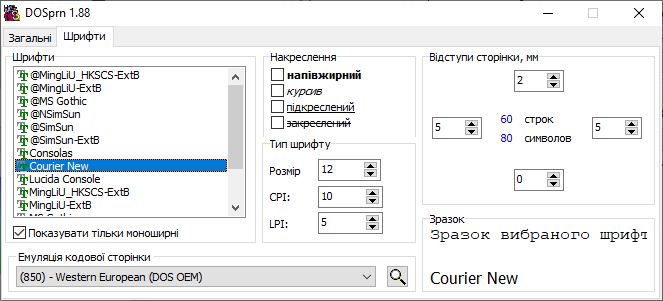 DOSprn 1.88
Загальні Шрифти
Шрифти
@MingLiU_HKSCS-ExtB
@MingLiU-ExtB
@MS Gothic
@NSimSun
@SimSun
@SimSun-ExtB
Consolas
Courier New
Lucida Console
MingLiU_HKSCS-ExtB
MingLiU-ExtB
MS Gothic
Показувати тільки моноширні
Накреслення
напівжирний
курсив
підкреслений
закреслений
Тип шрифту
Розмір 12
CPI: 10
LPI: 5
Відступи сторінки, мм
2
5 60 строк 5
80 символов
0
Емуляція кодової сторінки
(850) - Western European (DOS OEM)
Зразок
Зразок вибраного шрифт
Courier New